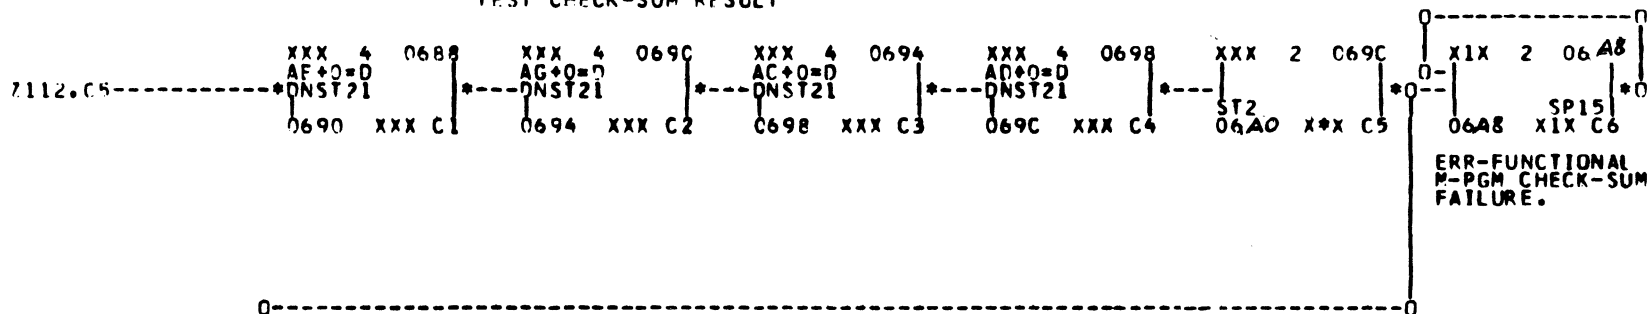 TEST CHECK-SUM RESULT
XXX 4 0688 XXX 4 069C XXX 4 0694 XXX 4 0698 XXX 2 069C X1X 2 06A8
AF+0=D AG+0=D AC+0=D AD+0=D
Z112.C5--------------*DNST21 *---DNST21 *---DNST21 *---DNST21 *--- *O-- *O
ST2 SP15
0690 XXX C1 0694 XXX C2 0698 XXX C3 069C XXX C4 06A0 X*X C5 06A8 X1X C6
ERR-FUNCTIONAL
M-PGM CHECK-SUM
FAILURE.